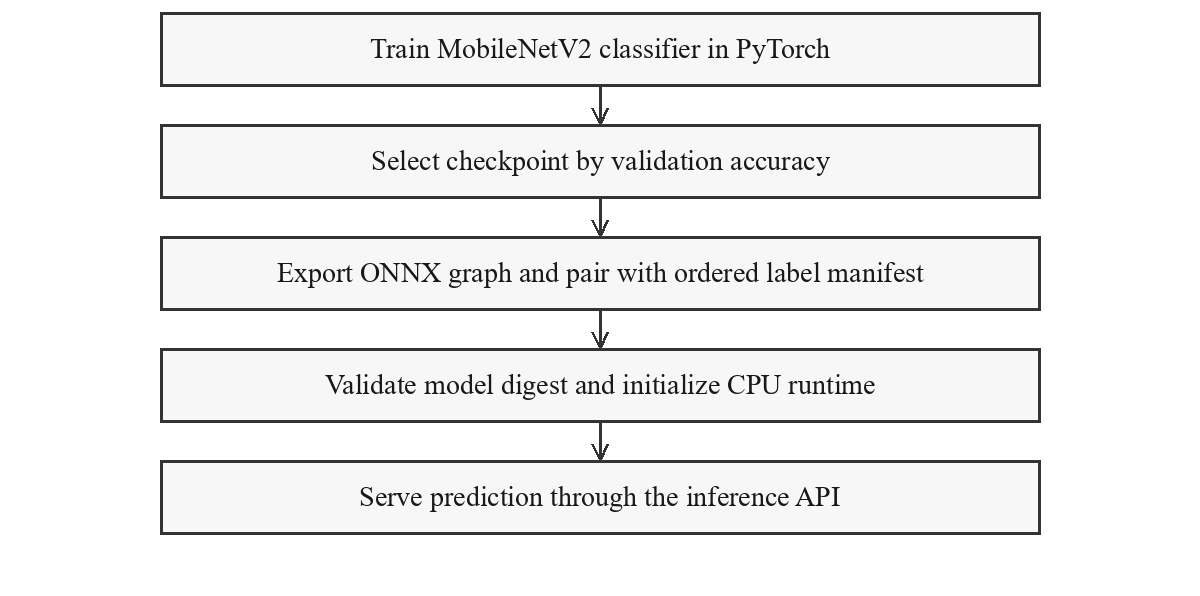 Train MobileNetV2 classifier in PyTorch
Select checkpoint by validation accuracy
Export ONNX graph and pair with ordered label manifest
Validate model digest and initialize CPU runtime
Serve prediction through the inference API